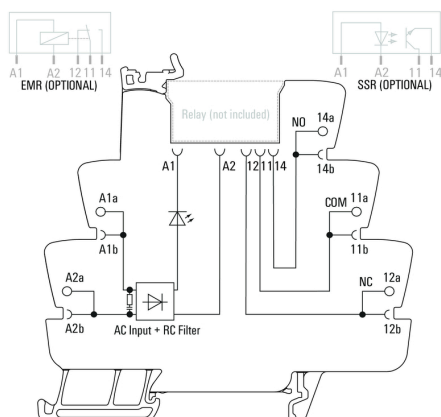 A1 A2 12 11 14
EMR (OPTIONAL)
A1 A2 11 14
SSR (OPTIONAL)
Relay (not included)
A1 A2 12 11 14
NO 14a
14b
A1a
A1b
COM 11a
11b
A2a
A2b
NC 12a
12b
AC Input + RC Filter